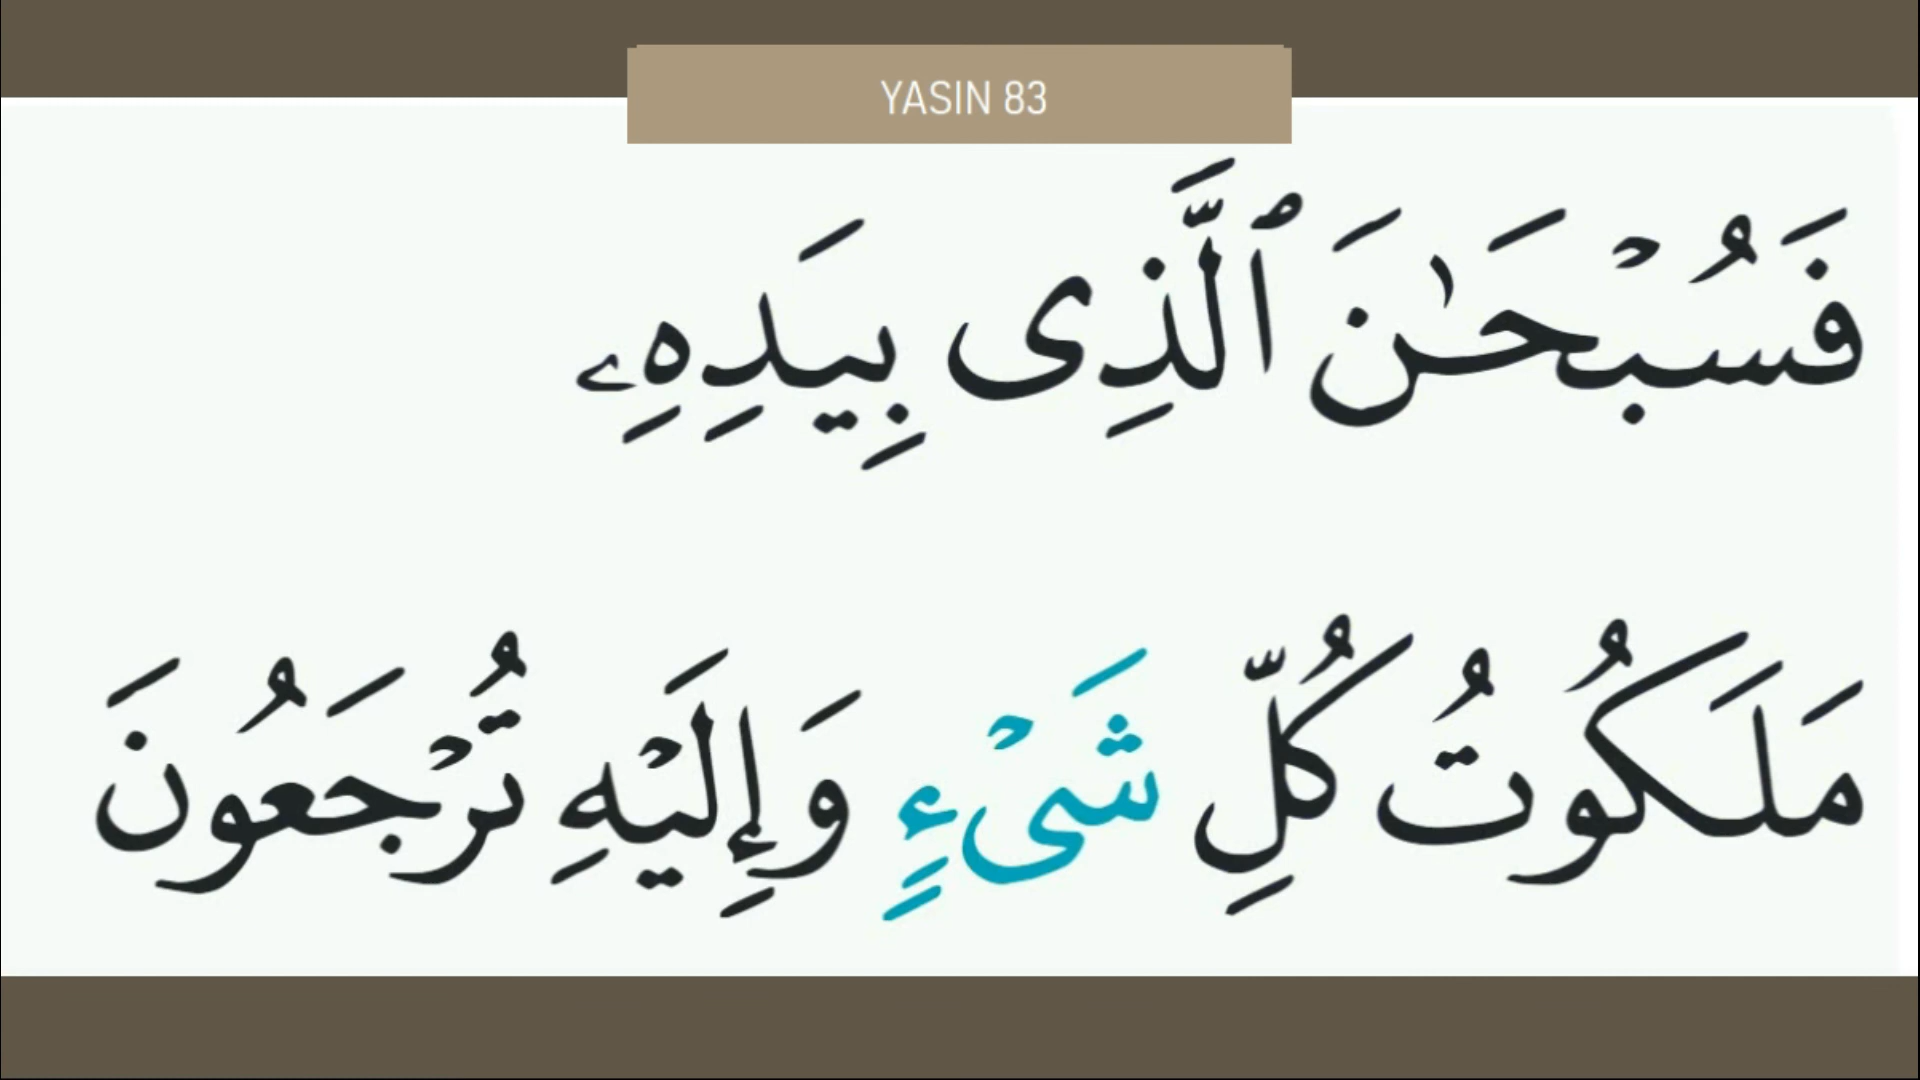 YASIN 83
فَسُبْحَـٰنَ ٱلَّذِى بِيَدِهِۦ
مَلَكُوتُ كُلِّ شَىْءٍ وَإِلَيْهِ تُرْجَعُونَ